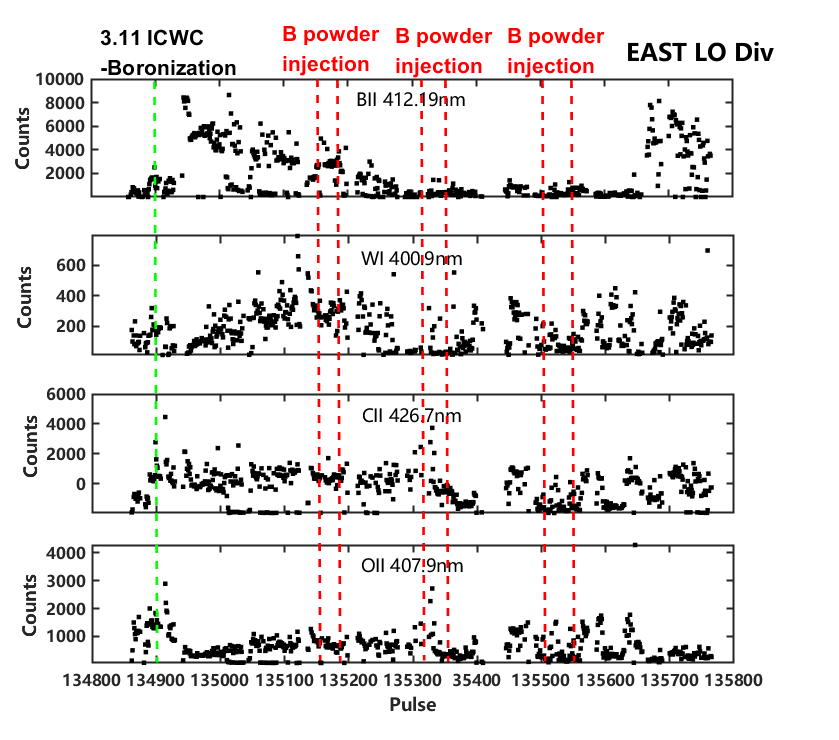 3.11 ICWC
-Boronization
B powder
injection
B powder
injection
B powder
injection
EAST LO Div
10000
8000
6000
4000
2000
Counts
BII 412.19nm
600
400
200
Counts
WI 400.9nm
6000
4000
2000
0
Counts
CII 426.7nm
4000
3000
2000
1000
Counts
OII 407.9nm
134800 134900 135000 135100 135200 135300 135400 135500 135600 135700 135800
Pulse